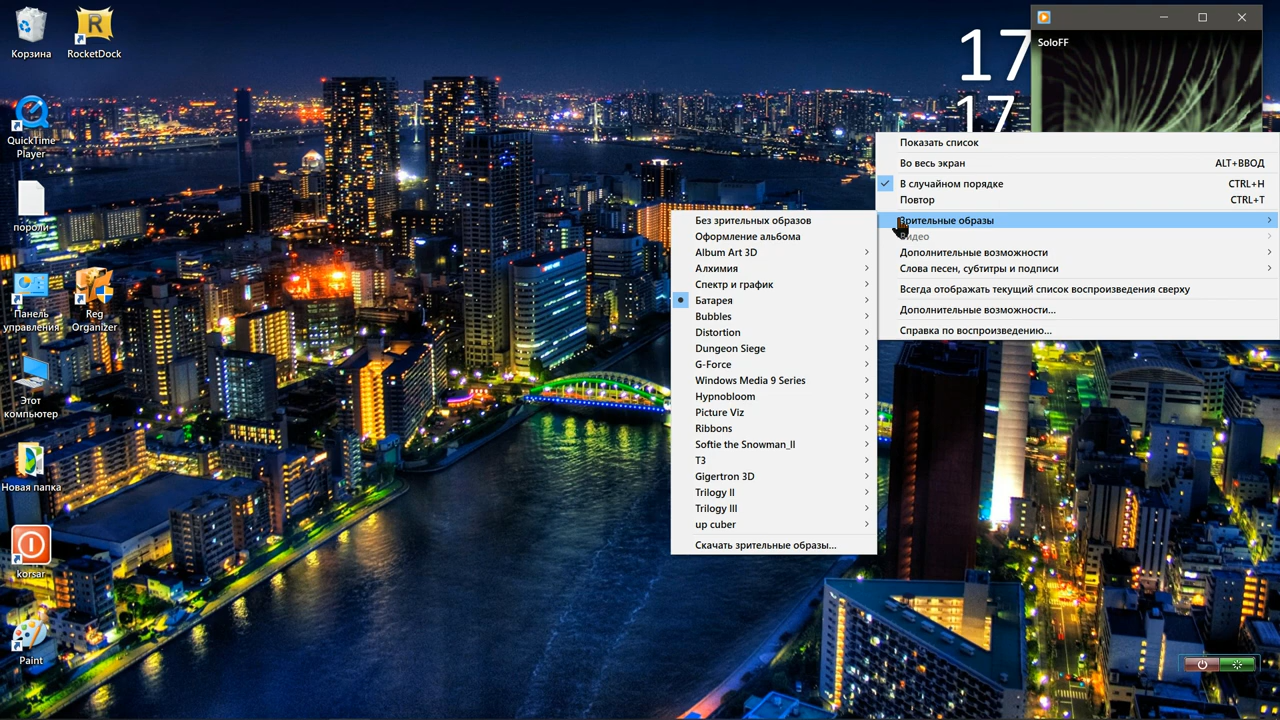 Корзина
RocketDock
QuickTime
Player
пороли
Панель
управления
Reg
Organizer
Этот
компьютер
Новая папка
korsar
Paint
17
17
SoloFF
Показать список
Во весь экран ALT+ВВОД
В случайном порядке CTRL+H
Повтор CTRL+T
Зрительные образы
Видео
Дополнительные возможности
Слова песен, субтитры и подписи
Всегда отображать текущий список воспроизведения сверху
Дополнительные возможности...
Справка по воспроизведению...
Без зрительных образов
Оформление альбома
Album Art 3D
Алхимия
Спектр и график
Батарея
Bubbles
Distortion
Dungeon Siege
G-Force
Windows Media 9 Series
Hypnobloom
Picture Viz
Ribbons
Softie the Snowman_II
T3
Gigertron 3D
Trilogy II
Trilogy III
up cuber
Скачать зрительные образы...